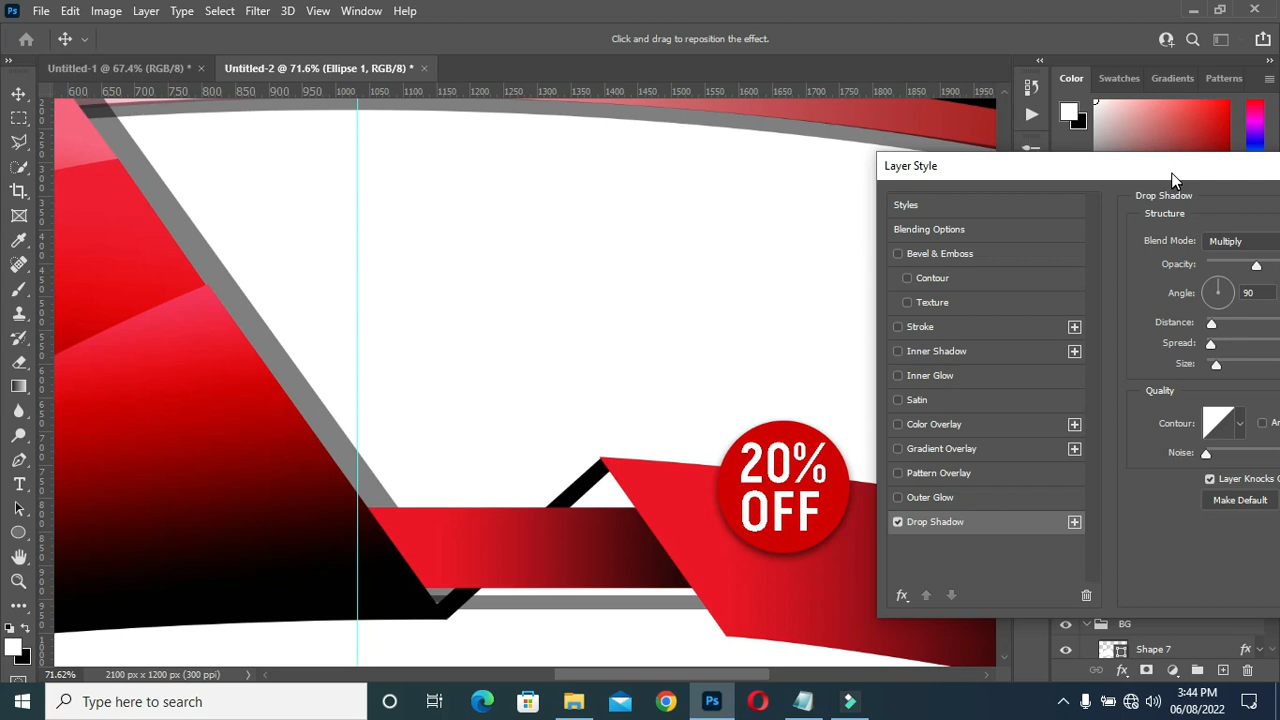 Ps File Edit Image Layer Type Select Filter 3D View Window Help
Click and drag to reposition the effect.
Untitled-1 @ 67.4% (RGB/8) * × Untitled-2 @ 71.6% (Ellipse 1, RGB/8) * ×
Color Swatches Gradients Patterns
600 650 700 750 800 850 900 950 1000 1050 1100 1150 1200 1250 1300 1350 1400 1450 1500 1550 1600 1650 1700 1750 1800 1850 1900 1950
Layer Style
Styles
Blending Options
Bevel & Emboss
Contour
Texture
Stroke
Inner Shadow
Inner Glow
Satin
Color Overlay
Gradient Overlay
Pattern Overlay
Outer Glow
Drop Shadow
fx
Drop Shadow
Structure
Blend Mode: Multiply
Opacity:
Angle: 90
Distance:
Spread:
Size:
Quality
Contour:
Noise:
Layer Knocks
Make Default
20%
OFF
BG
Shape 7 fx
71.62% 2100 px x 1200 px (300 ppi)
Type here to search
Ps
3:44 PM
06/08/2022